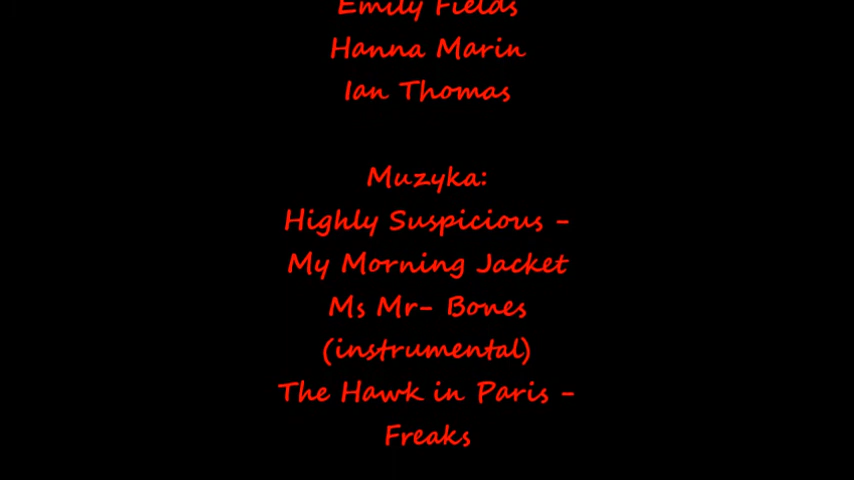 Emily Fields
Hanna Marin
Ian Thomas
Muzyka:
Highly Suspicious -
My Morning Jacket
Ms Mr- Bones
(instrumental)
The Hawk in Paris -
Freaks